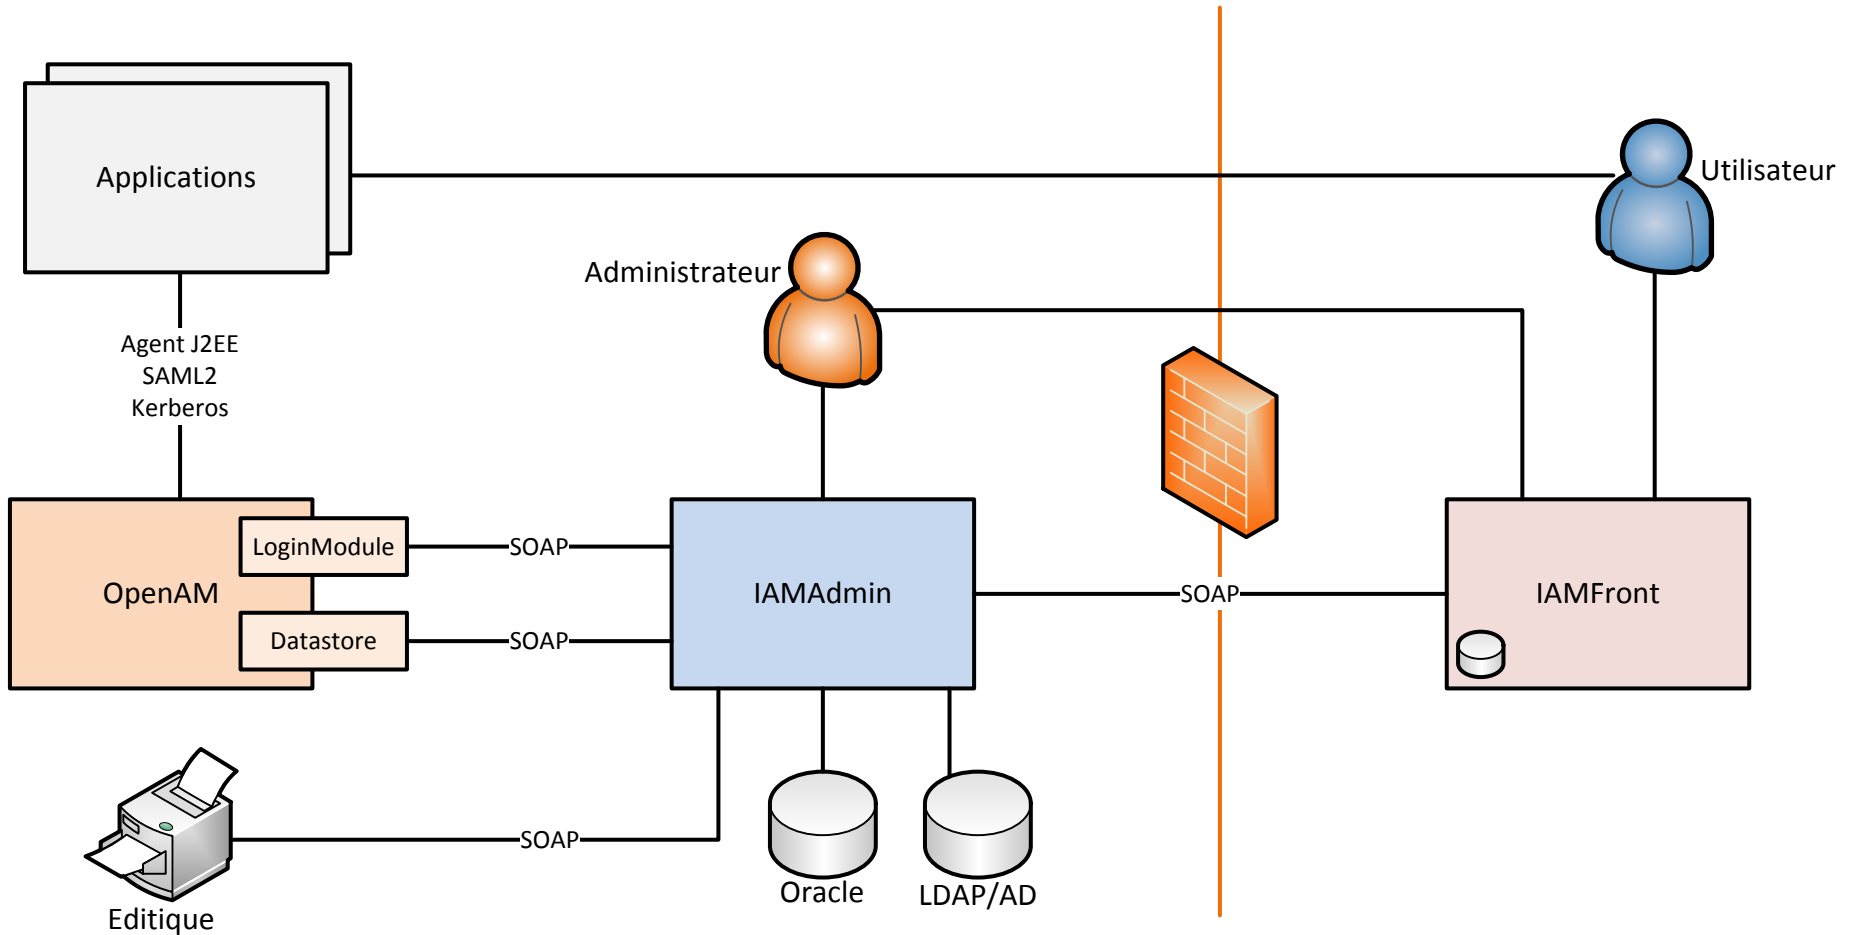 Applications
Utilisateur
Administrateur
Agent J2EE
SAML2
Kerberos
LoginModule
SOAP
OpenAM
IAMAdmin
SOAP
IAMFront
Datastore
SOAP
SOAP
Oracle
LDAP/AD
Editique